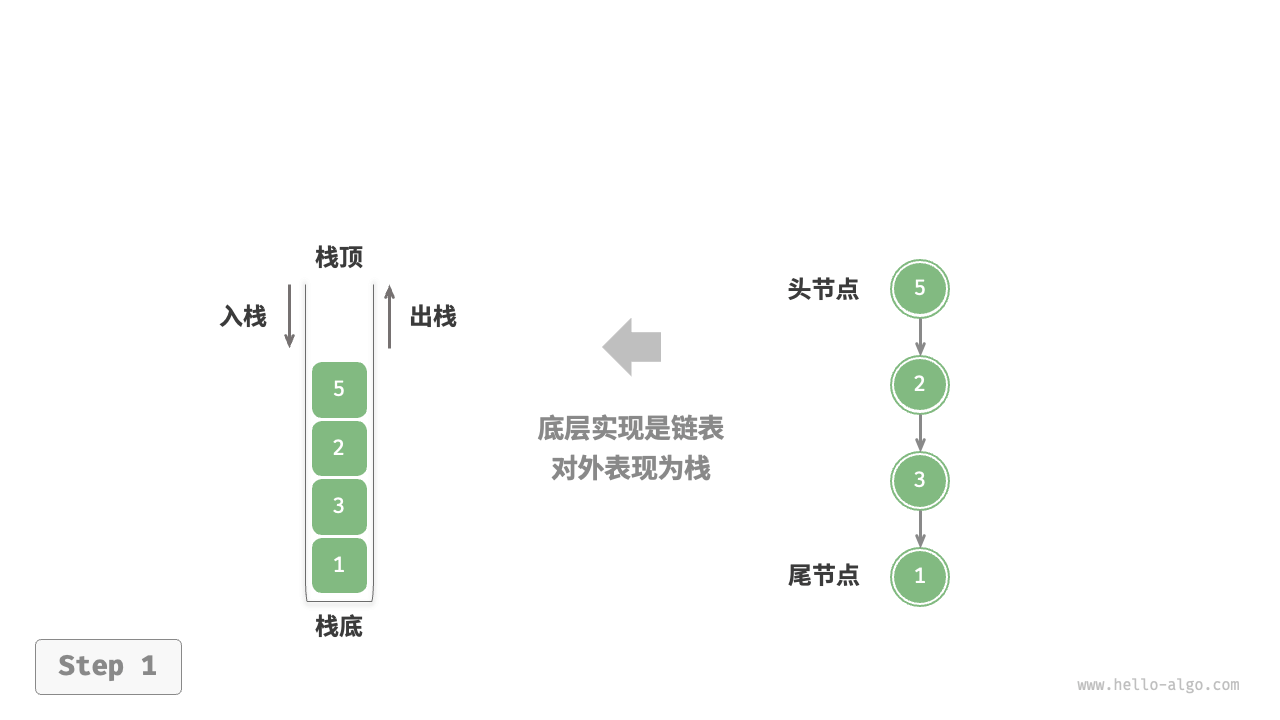 栈顶
入栈
出栈
5
2
3
1
栈底
底层实现是链表
对外表现为栈
头节点
5
2
3
尾节点
1
Step 1
www.hello-algo.com